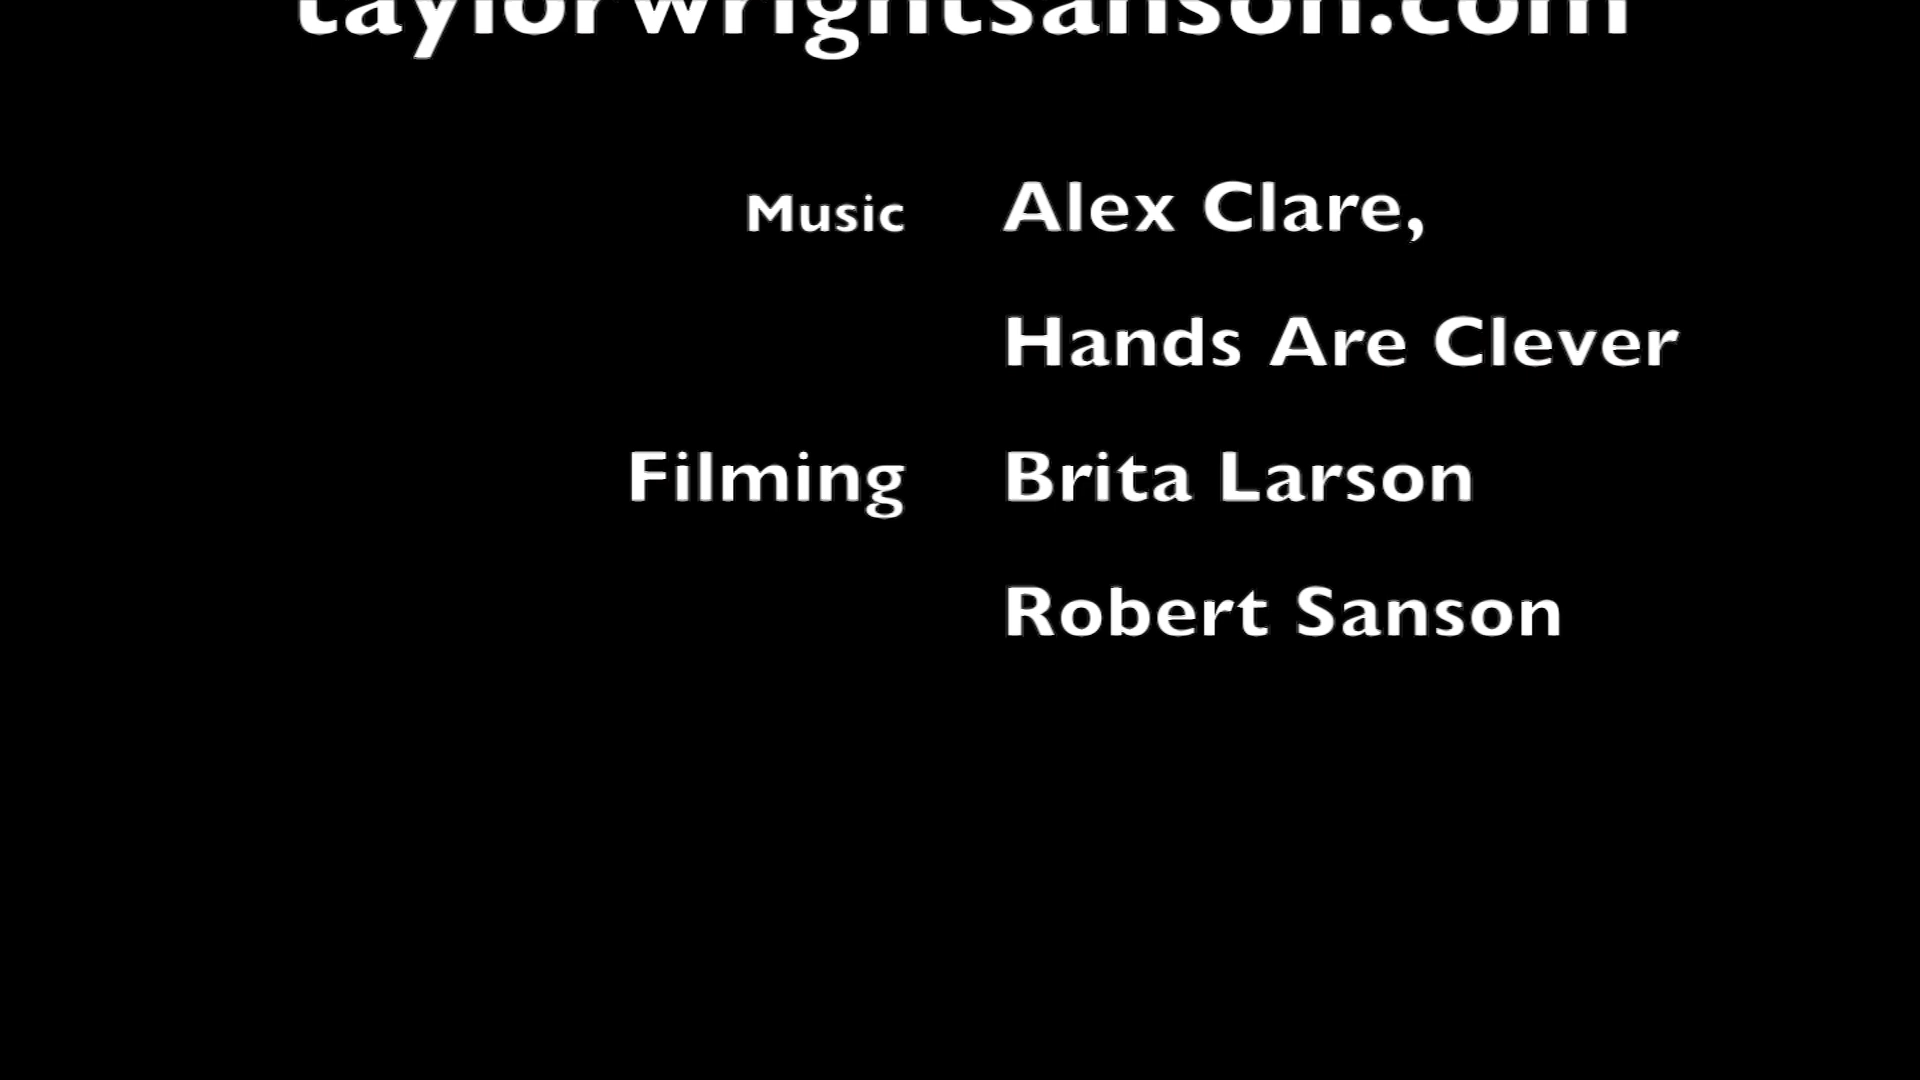 taylorwrightsanson.com
Music Alex Clare,
Hands Are Clever
Filming Brita Larson
Robert Sanson